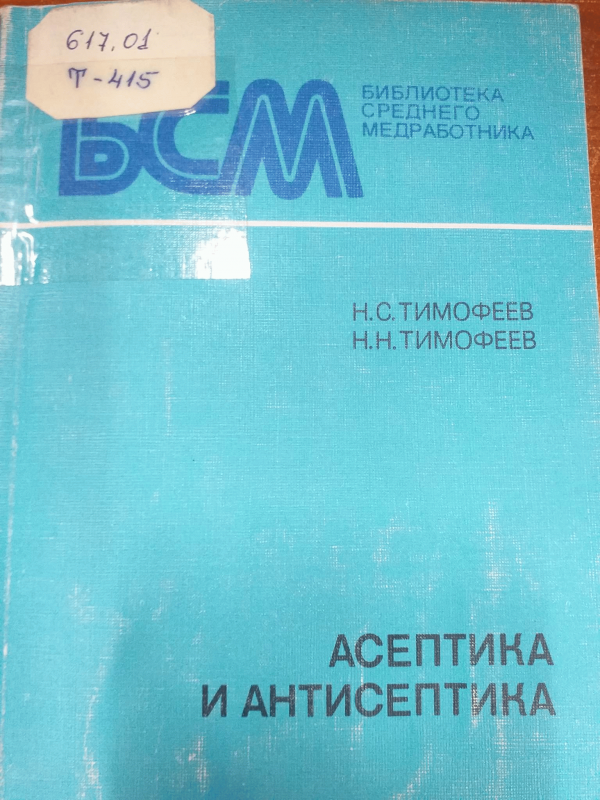 617.01
Т-415
БСМ
БИБЛИОТЕКА
СРЕДНЕГО
МЕДРАБОТНИКА
Н.С.ТИМОФЕЕВ
Н.Н.ТИМОФЕЕВ
АСЕПТИКА
И АНТИСЕПТИКА